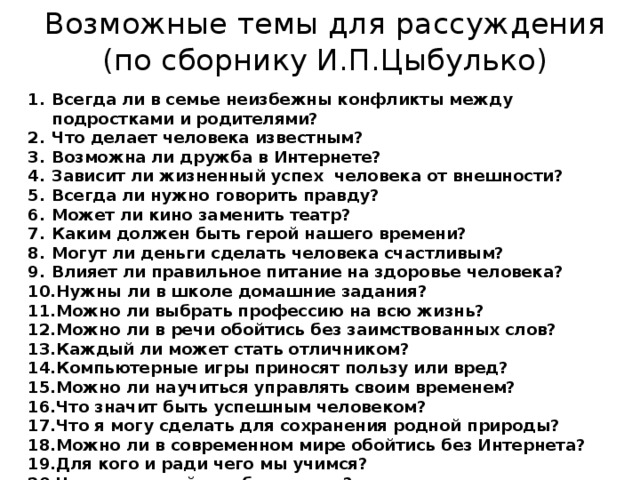 Возможные темы для рассуждения
(по сборнику И.П.Цыбулько)
1. Всегда ли в семье неизбежны конфликты между
подростками и родителями?
2. Что делает человека известным?
3. Возможна ли дружба в Интернете?
4. Зависит ли жизненный успех  человека от внешности?
5. Всегда ли нужно говорить правду?
6. Может ли кино заменить театр?
7. Каким должен быть герой нашего времени?
8. Могут ли деньги сделать человека счастливым?
9. Влияет ли правильное питание на здоровье человека?
10.Нужны ли в школе домашние задания?
11.Можно ли выбрать профессию на всю жизнь?
12.Можно ли в речи обойтись без заимствованных слов?
13.Каждый ли может стать отличником?
14.Компьютерные игры приносят пользу или вред?
15.Можно ли научиться управлять своим временем?
16.Что значит быть успешным человеком?
17.Что я могу сделать для сохранения родной природы?
18.Можно ли в современном мире обойтись без Интернета?
19.Для кого и ради чего мы учимся?